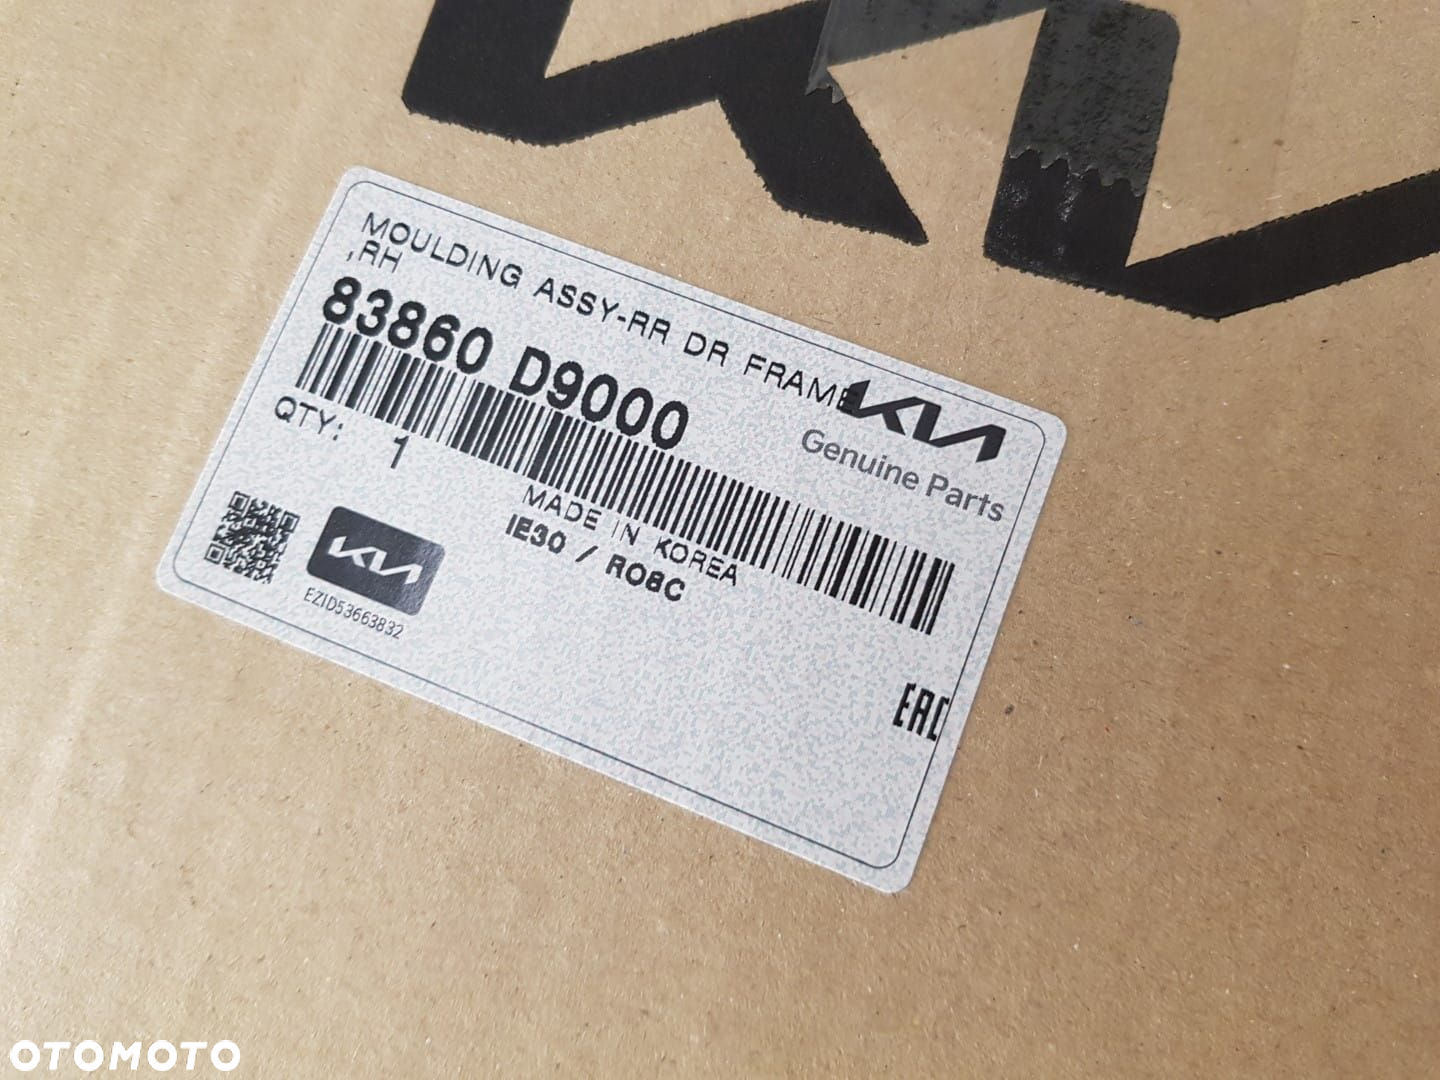 MOULDING ASSY-RR DR FRAME
,RH
83860 D9000
KIA
Genuine Parts
QTY: 1
MADE IN KOREA
IE30 / R08C
KIA
EZID53663832
EAC
OTOMOTO